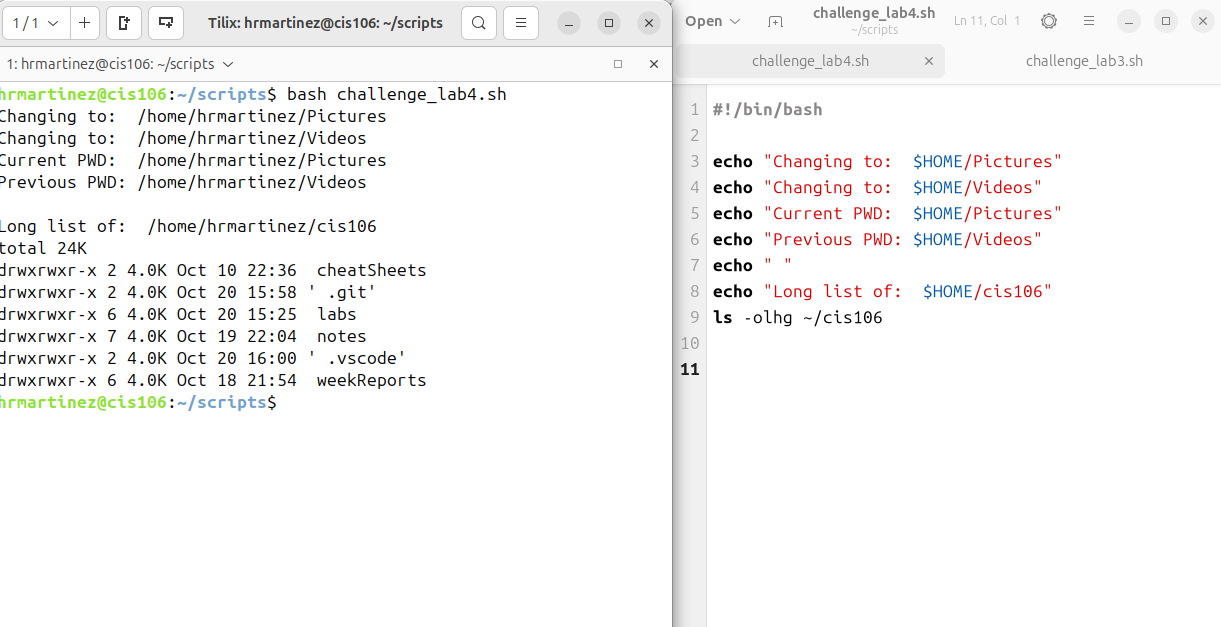 1 / 1
Tilix: hrmartinez@cis106: ~/scripts
1: hrmartinez@cis106: ~/scripts
hrmartinez@cis106:~/scripts$ bash challenge_lab4.sh
Changing to:  /home/hrmartinez/Pictures
Changing to:  /home/hrmartinez/Videos
Current PWD:  /home/hrmartinez/Pictures
Previous PWD: /home/hrmartinez/Videos
Long list of:  /home/hrmartinez/cis106
total 24K
drwxrwxr-x 2 4.0K Oct 10 22:36  cheatSheets
drwxrwxr-x 2 4.0K Oct 20 15:58 ' .git'
drwxrwxr-x 6 4.0K Oct 20 15:25  labs
drwxrwxr-x 7 4.0K Oct 19 22:04  notes
drwxrwxr-x 2 4.0K Oct 20 16:00 ' .vscode'
drwxrwxr-x 6 4.0K Oct 18 21:54  weekReports
hrmartinez@cis106:~/scripts$
Open
challenge_lab4.sh
~/scripts
Ln 11, Col 1
challenge_lab4.sh
challenge_lab3.sh
1 #!/bin/bash
2
3 echo "Changing to:  $HOME/Pictures"
4 echo "Changing to:  $HOME/Videos"
5 echo "Current PWD:  $HOME/Pictures"
6 echo "Previous PWD: $HOME/Videos"
7 echo " "
8 echo "Long list of:  $HOME/cis106"
9 ls -olhg ~/cis106
10
11